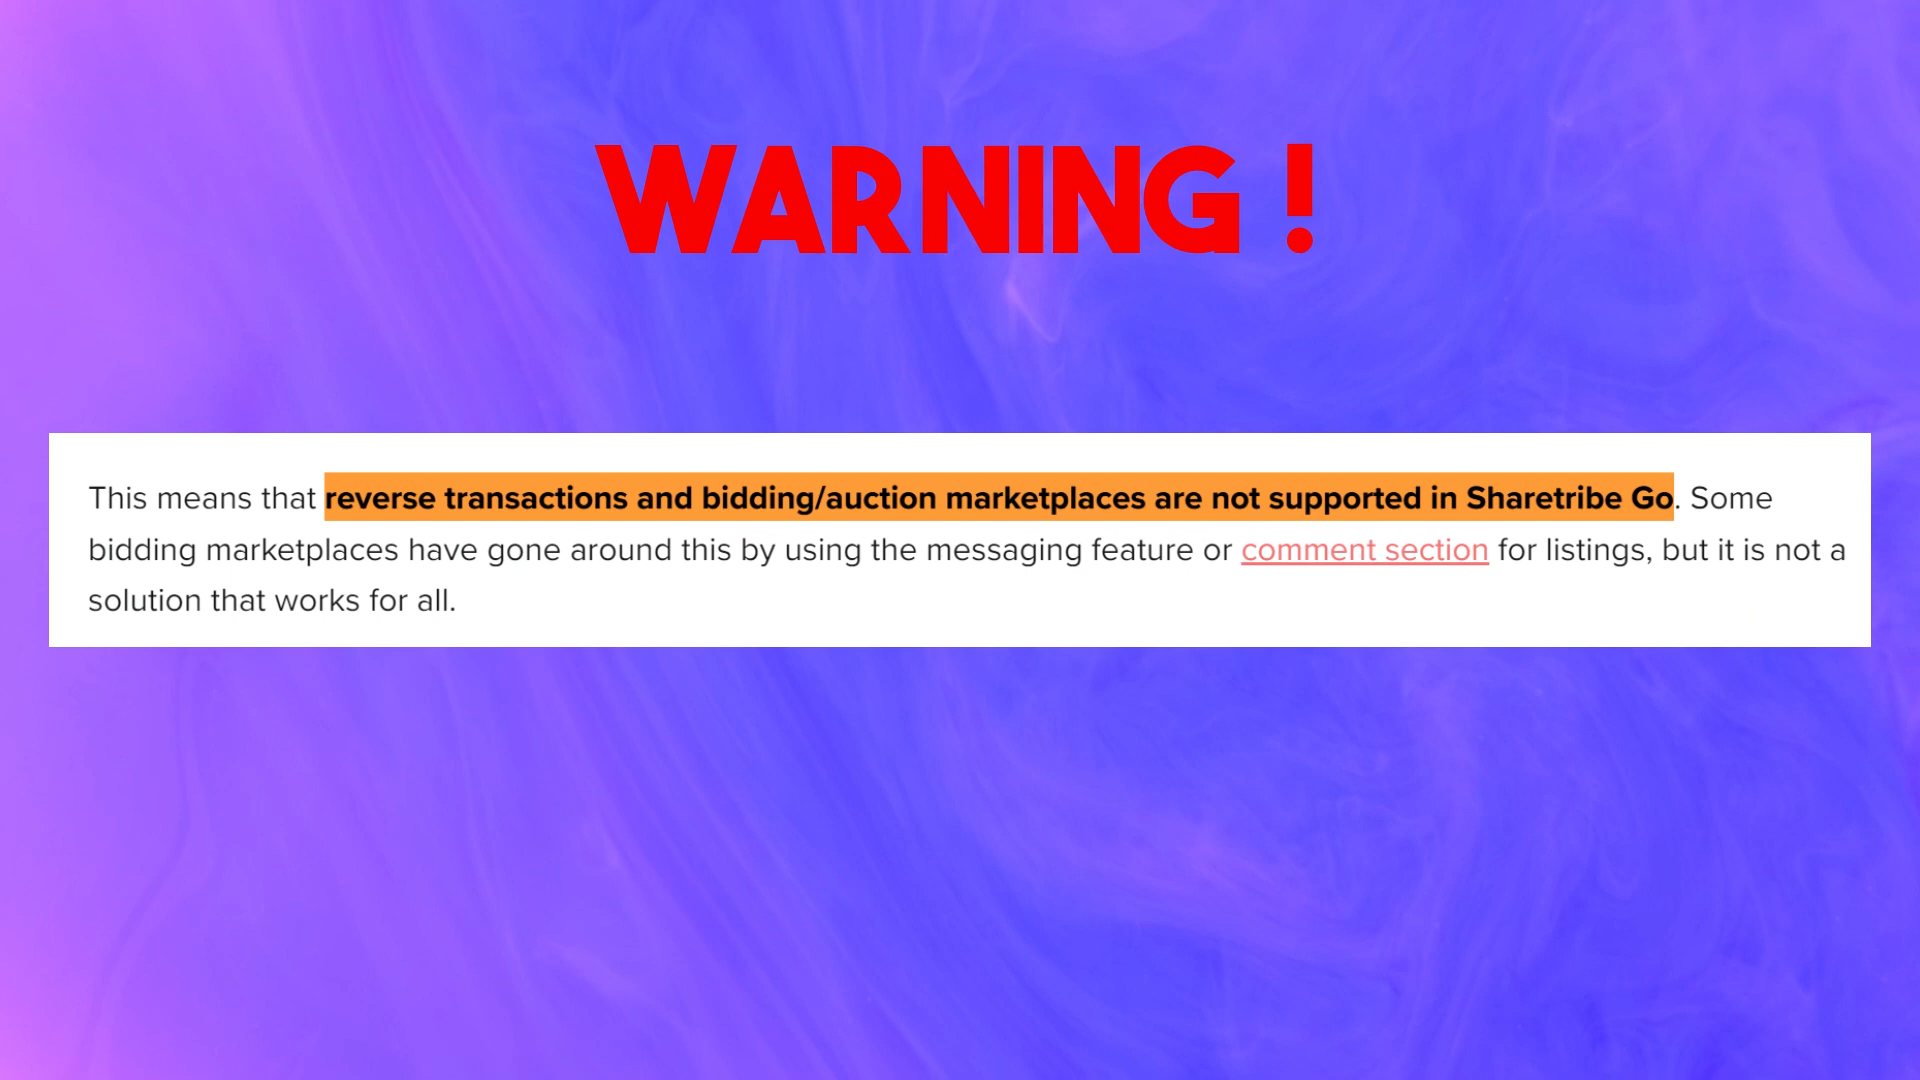 WARNING !
This means that reverse transactions and bidding/auction marketplaces are not supported in Sharetribe Go. Some
bidding marketplaces have gone around this by using the messaging feature or comment section for listings, but it is not a
solution that works for all.